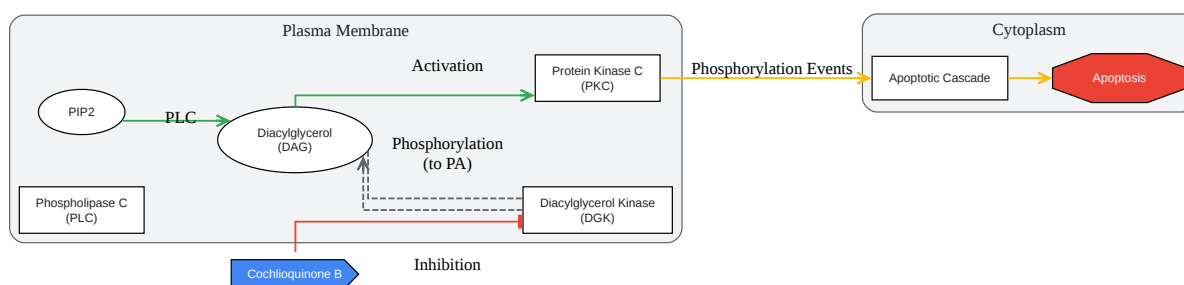 Plasma Membrane
Cytoplasm
Activation
Protein Kinase C
(PKC)
Phosphorylation Events
Apoptotic Cascade
Apoptosis
PIP2
PLC
Diacylglycerol
(DAG)
Phosphorylation
(to PA)
Phospholipase C
(PLC)
Diacylglycerol Kinase
(DGK)
Cochlioquinone B
Inhibition